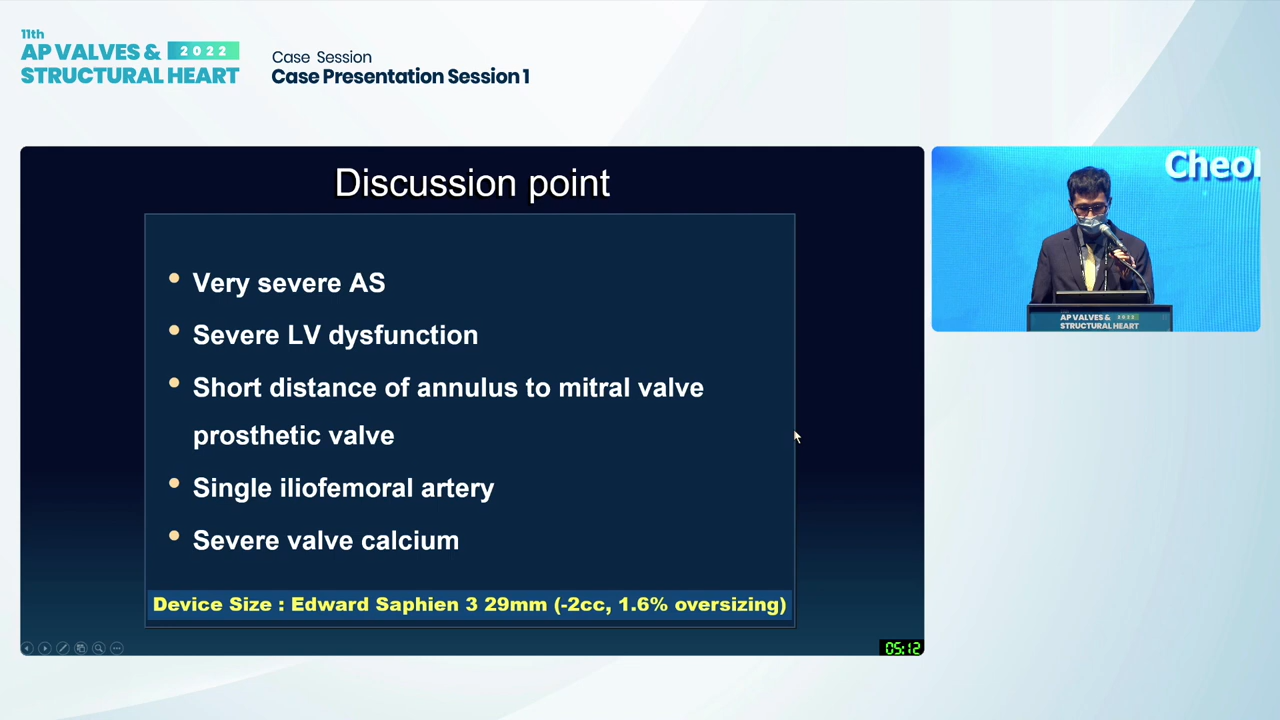 11th
AP VALVES & 2022
STRUCTURAL HEART
Case Session
Case Presentation Session 1
Discussion point
• Very severe AS
• Severe LV dysfunction
• Short distance of annulus to mitral valve
prosthetic valve
• Single iliofemoral artery
• Severe valve calcium
Device Size : Edward Saphien 3 29mm (-2cc, 1.6% oversizing)
05:12
Cheol
AP VALVES & 2022
STRUCTURAL HEART